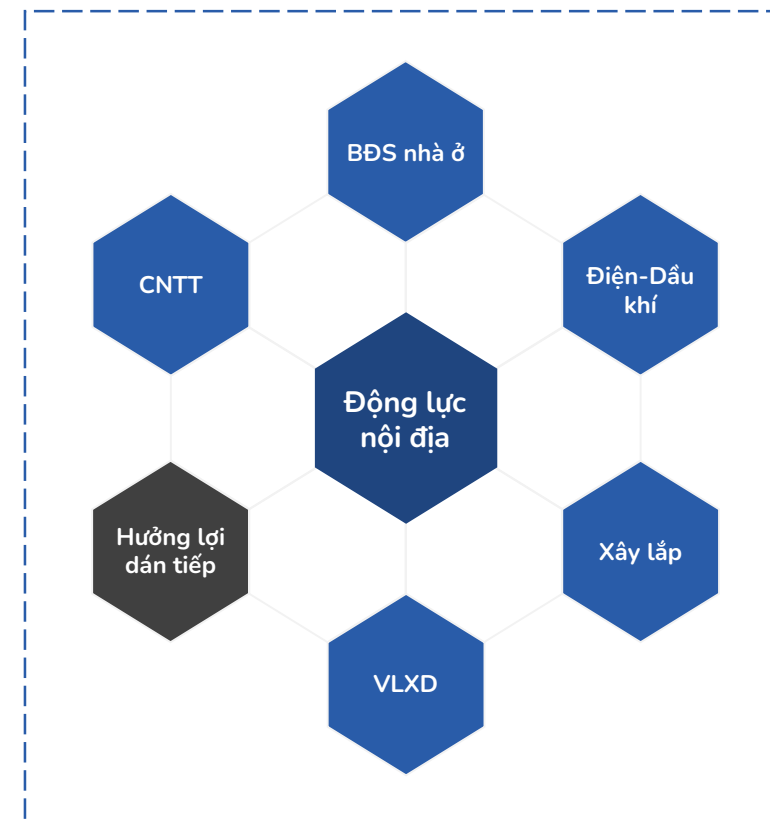 BĐS nhà ở
CNTT
Điện-Dầu
khí
Động lực
nội địa
Hưởng lợi
dán tiếp
Xây lắp
VLXD